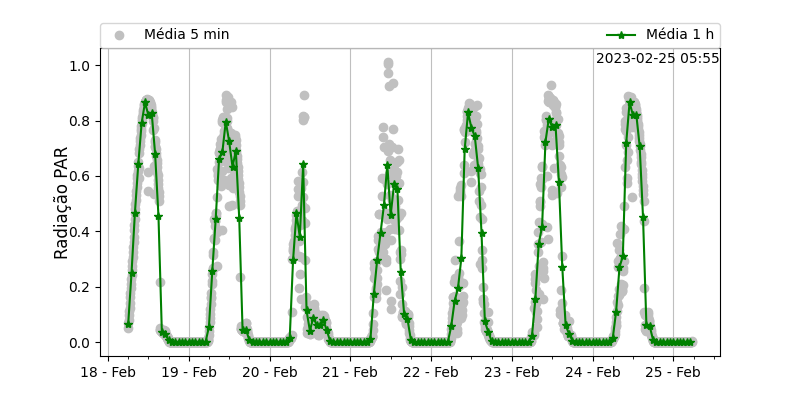 Média 5 min
Média 1 h
2023-02-25 05:55
Radiação PAR
1.0
0.8
0.6
0.4
0.2
0.0
18 - Feb
19 - Feb
20 - Feb
21 - Feb
22 - Feb
23 - Feb
24 - Feb
25 - Feb